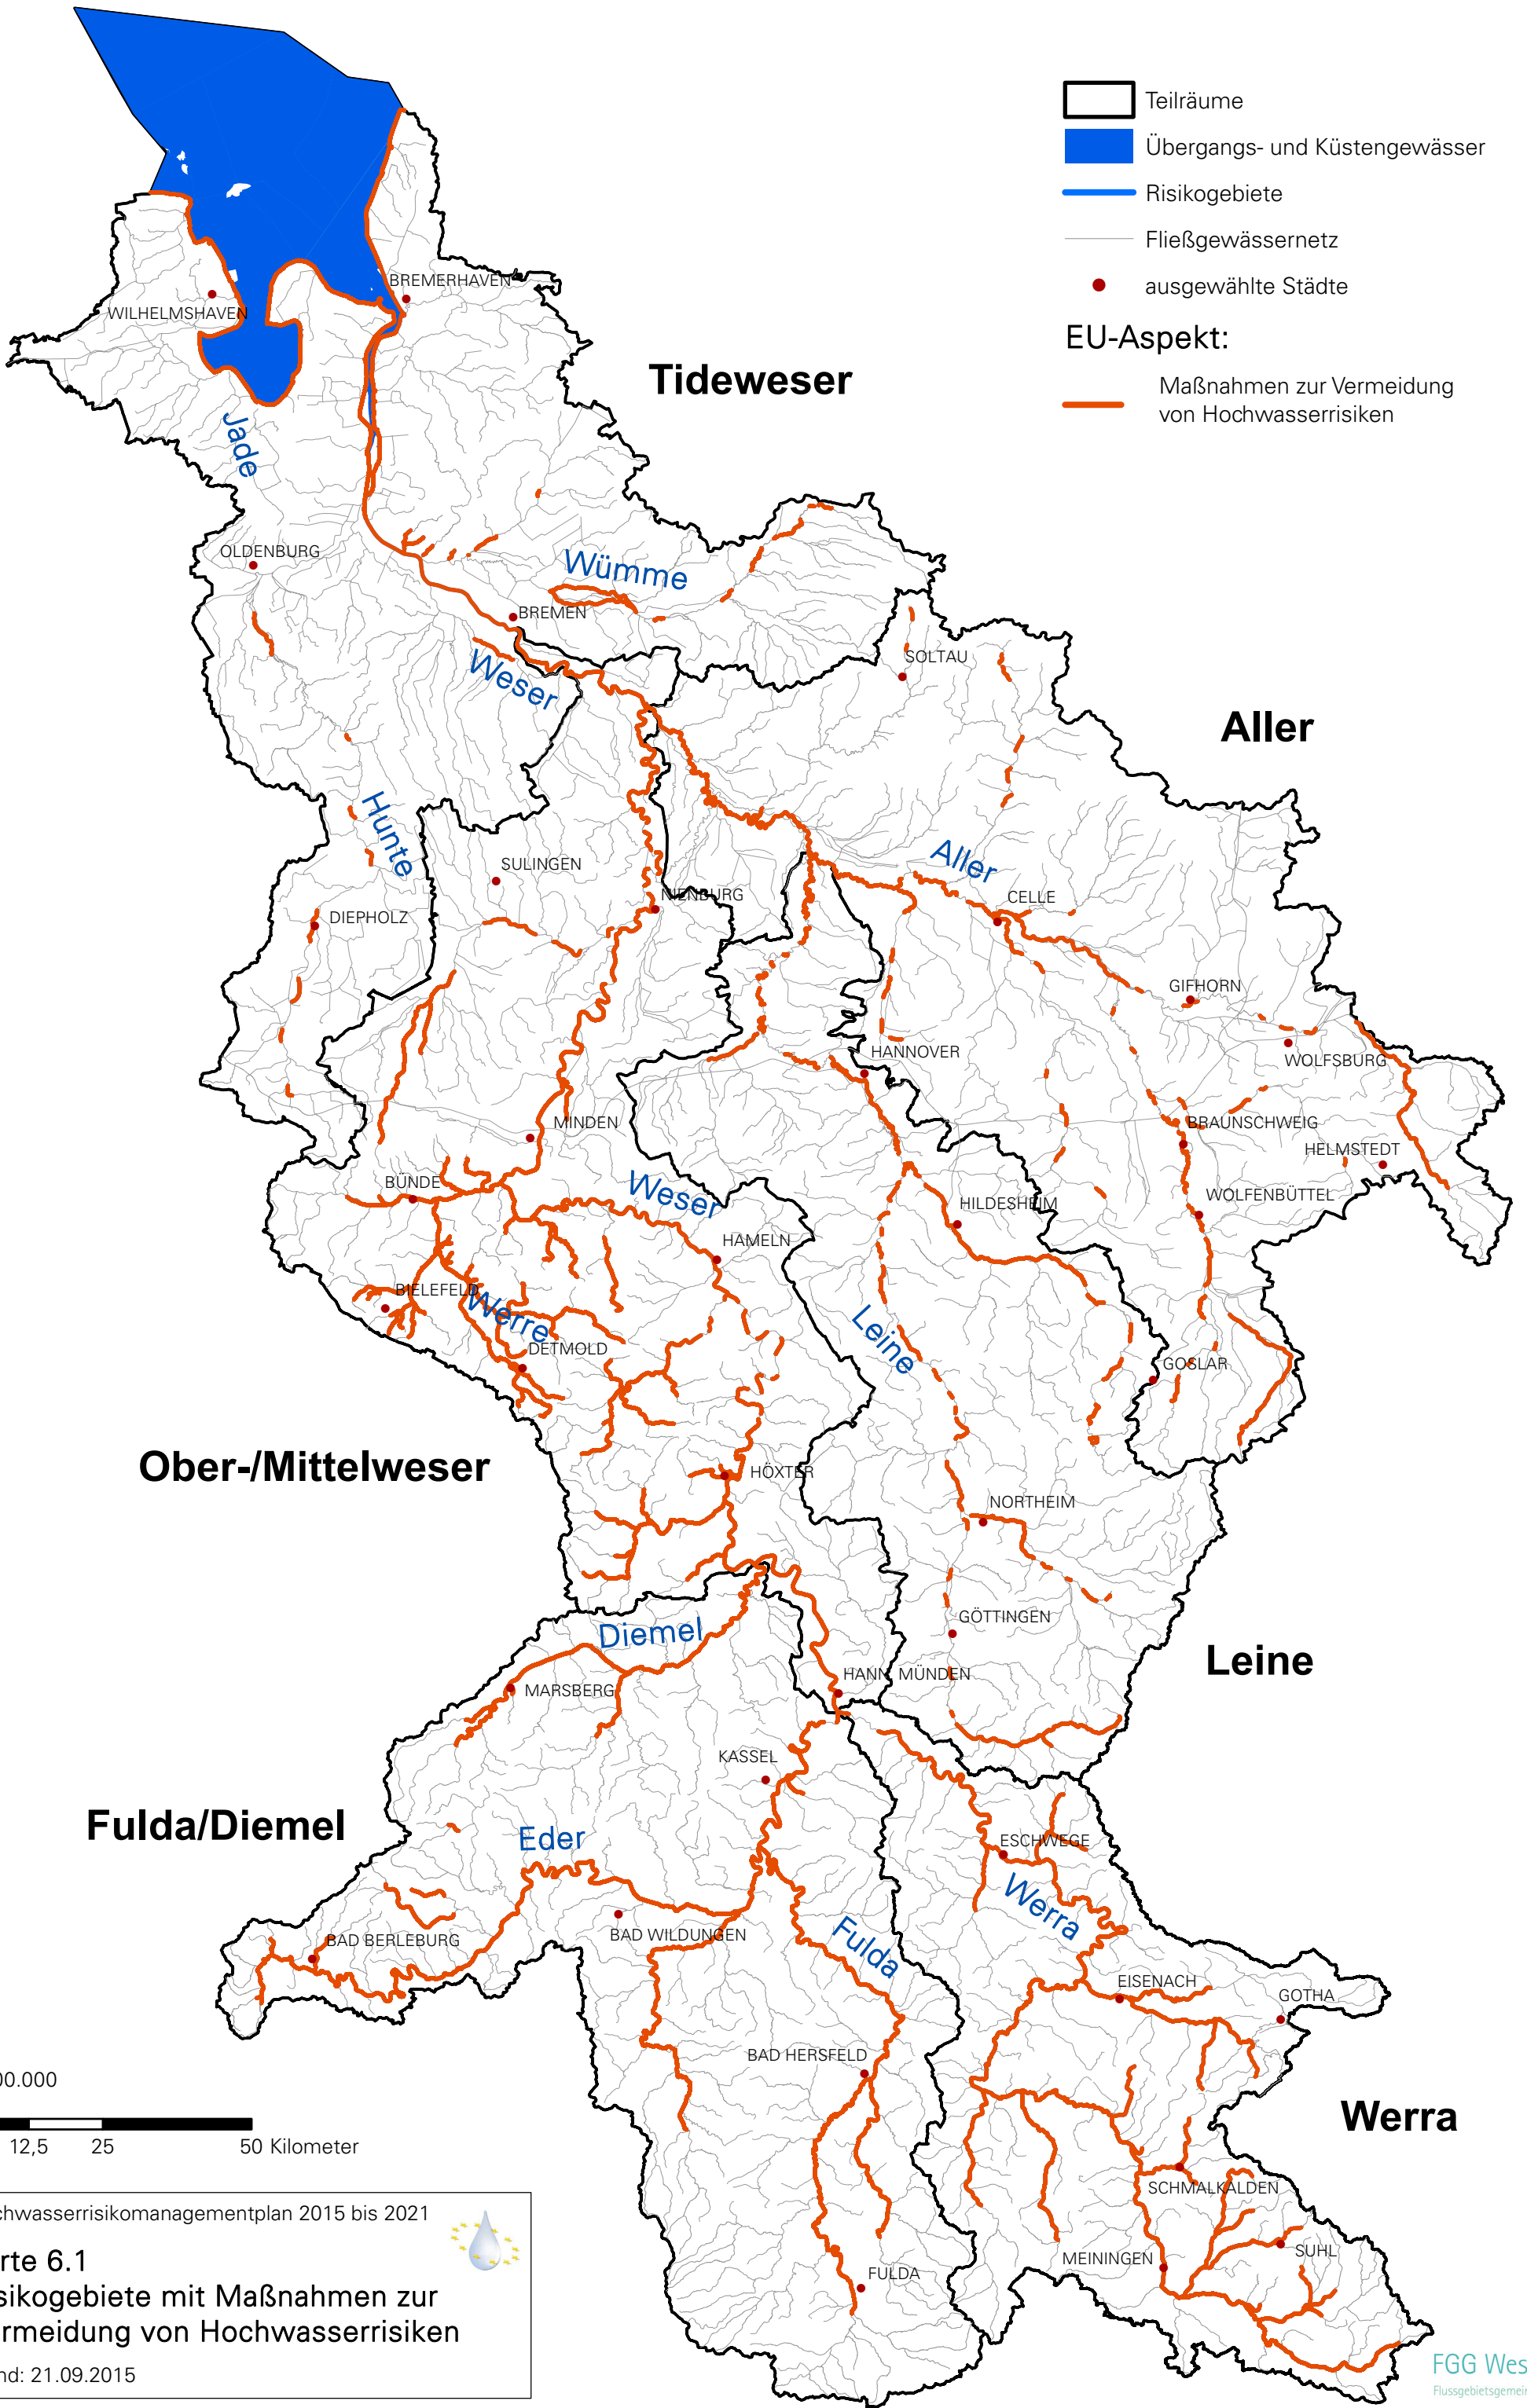 Teilräume
Übergangs- und Küstengewässer
Risikogebiete
Fließgewässernetz
ausgewählte Städte
EU-Aspekt:
Maßnahmen zur Vermeidung
von Hochwasserrisiken
BREMERHAVEN
WILHELMSHAVEN
Tideweser
Jade
OLDENBURG
Wümme
BREMEN
SOLTAU
Weser
Aller
Hunte
SULINGEN
Aller
NIENBURG
CELLE
DIEPHOLZ
GIFHORN
HANNOVER
WOLFSBURG
MINDEN
BRAUNSCHWEIG
HELMSTEDT
BÜNDE
Weser
WOLFENBÜTTEL
HILDESHEIM
HAMELN
BIELEFELD
Werre
Leine
DETMOLD
GOSLAR
Ober-/Mittelweser
HÖXTER
NORTHEIM
GÖTTINGEN
Diemel
Leine
HANN. MÜNDEN
MARSBERG
KASSEL
Fulda/Diemel
Eder
ESCHWEGE
Werra
BAD WILDUNGEN
BAD BERLEBURG
Fulda
EISENACH
GOTHA
BAD HERSFELD
00.000
Werra
12,5 25 50 Kilometer
SCHMALKALDEN
chwasserrisikomanagementplan 2015 bis 2021
SUHL
MEININGEN
rte 6.1
FULDA
sikogebiete mit Maßnahmen zur
rmeidung von Hochwasserrisiken
nd: 21.09.2015
FGG Wes
Flussgebietsgemein